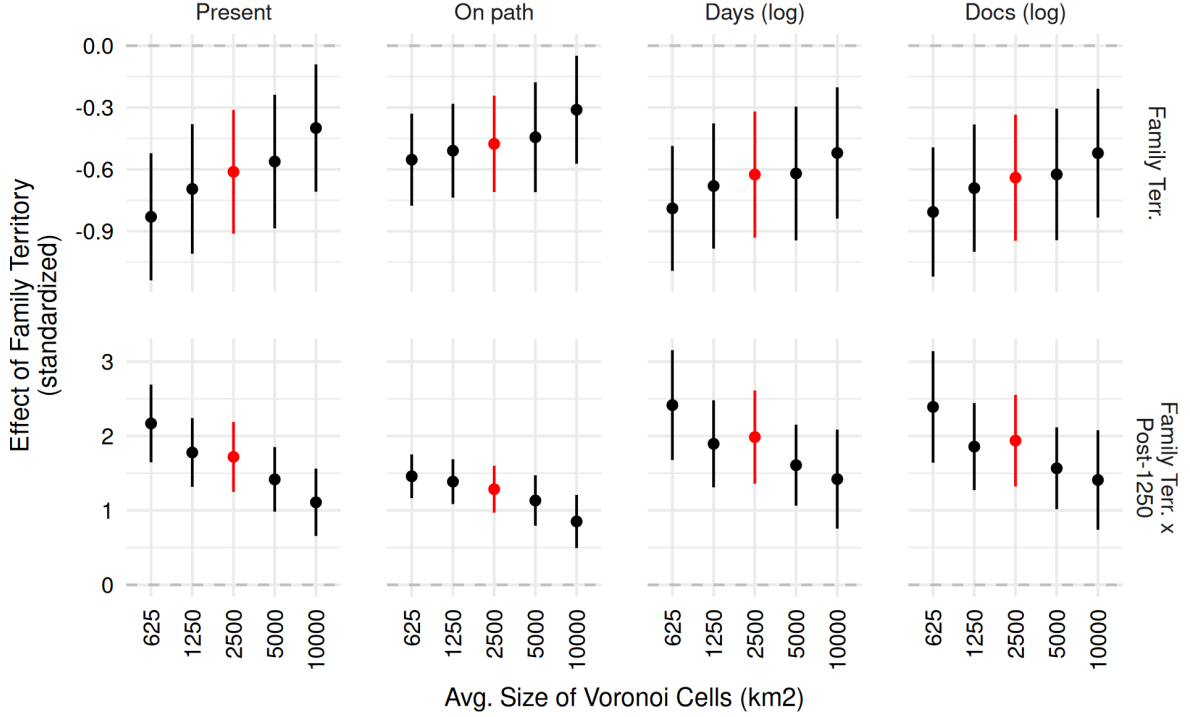 Present
On path
Days (log)
Docs (log)
Effect of Family Territory
(standardized)
0.0
-0.3
-0.6
-0.9
Family Terr.
3
2
1
0
Family Terr. x
Post-1250
625 1250 2500 5000 10000
625 1250 2500 5000 10000
625 1250 2500 5000 10000
625 1250 2500 5000 10000
Avg. Size of Voronoi Cells (km2)